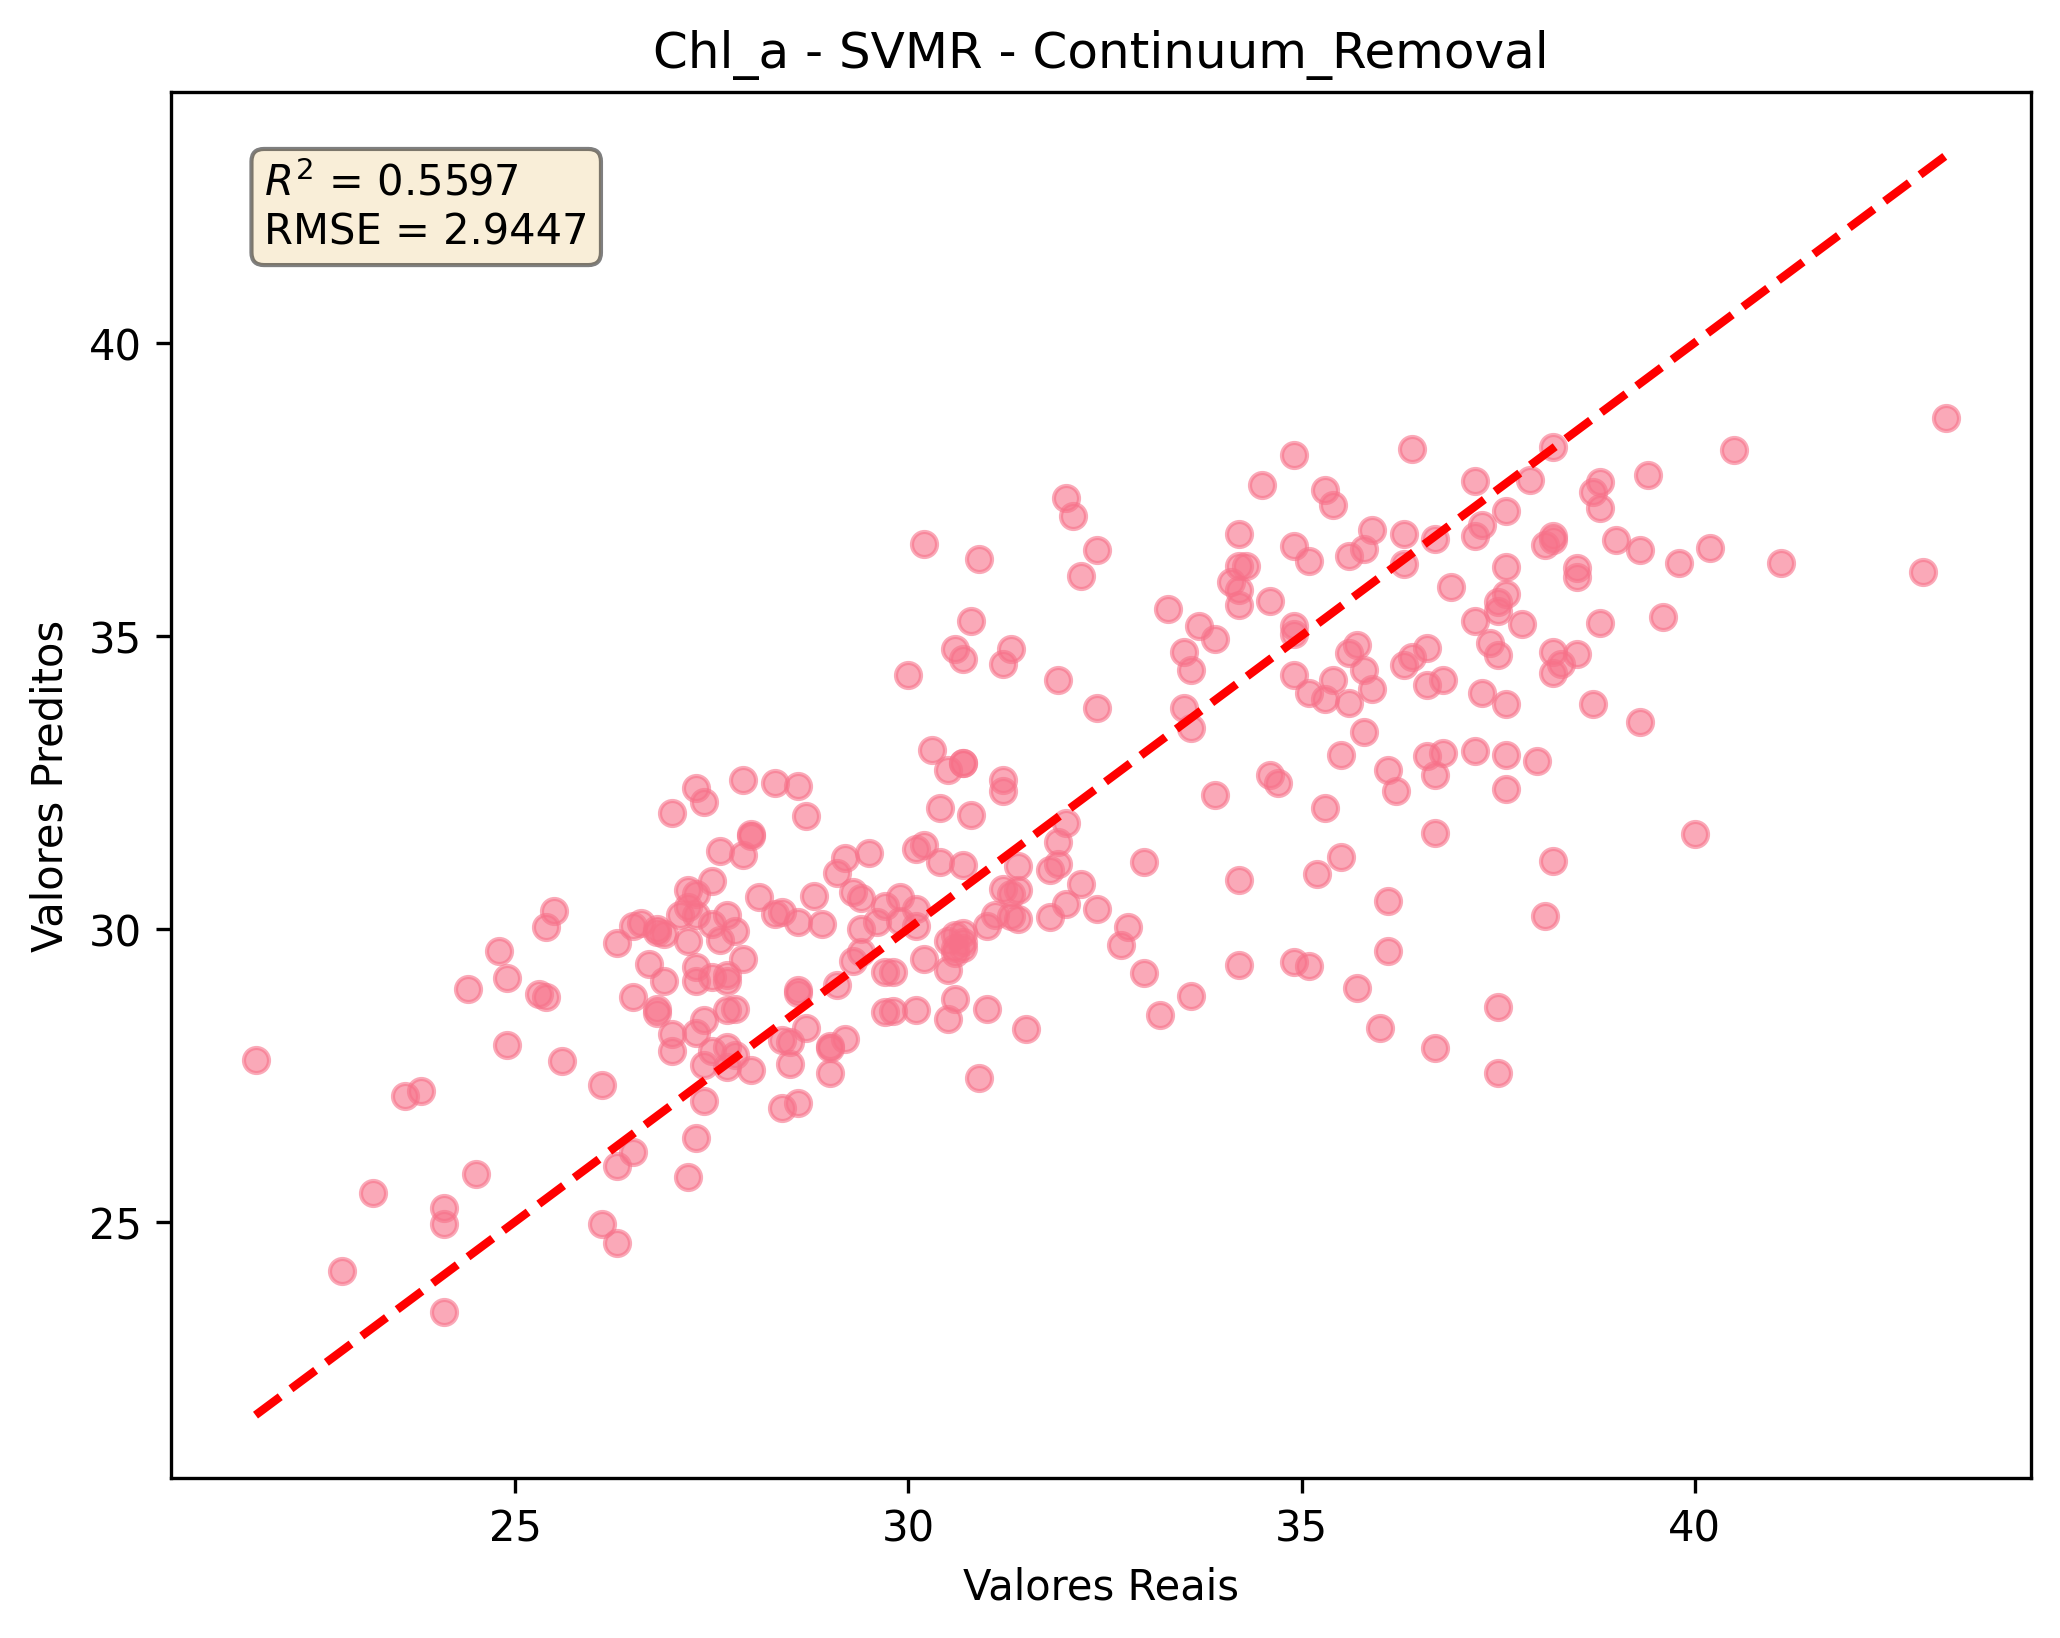 Chl_a - SVMR - Continuum_Removal
R² = 0.5597
RMSE = 2.9447
Valores Preditos
40
35
30
25
25 30 35 40
Valores Reais